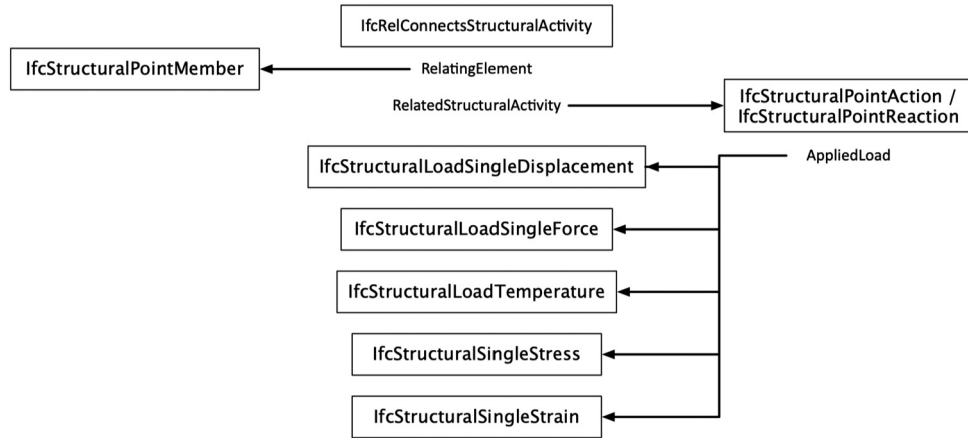 IfcRelConnectsStructuralActivity
IfcStructuralPointMember
RelatingElement
RelatedStructuralActivity
IfcStructuralPointAction /
IfcStructuralPointReaction
AppliedLoad
IfcStructuralLoadSingleDisplacement
IfcStructuralLoadSingleForce
IfcStructuralLoadTemperature
IfcStructuralSingleStress
IfcStructuralSingleStrain